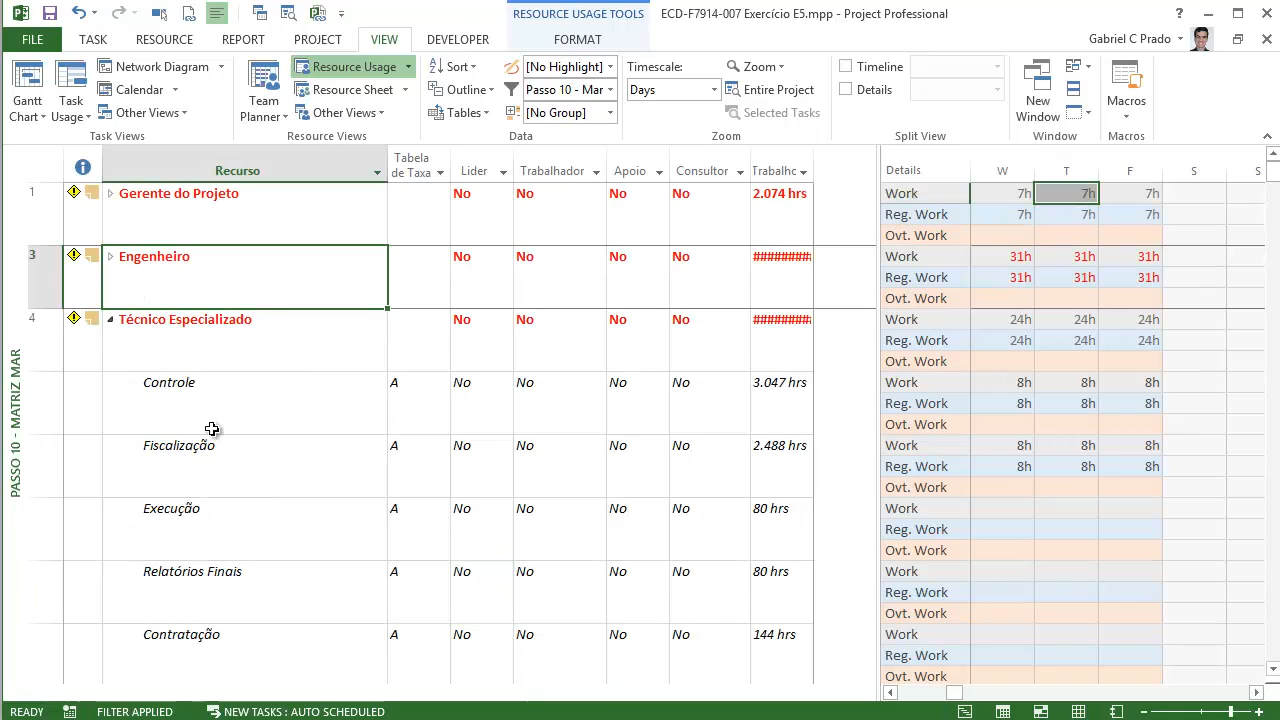 RESOURCE USAGE TOOLS
ECD-F7914-007 Exercício E5.mpp - Project Professional
FILE TASK RESOURCE REPORT PROJECT VIEW DEVELOPER FORMAT
Gabriel C Prado
Gantt Chart
Task Usage
Network Diagram
Calendar
Other Views
Task Views
Team Planner
Resource Usage
Resource Sheet
Other Views
Resource Views
Sort
Outline
Tables
[No Highlight]
Passo 10 - Mar
[No Group]
Data
Timescale:
Days
Zoom
Entire Project
Selected Tasks
Zoom
Timeline
Details
Split View
New Window
Window
Macros
Macros
Recurso Tabela de Taxa Lider Trabalhador Apoio Consultor Trabalhc
Details W T F S S
1 Gerente do Projeto No No No No 2.074 hrs
Work 7h 7h 7h
Reg. Work 7h 7h 7h
Ovt. Work
3 Engenheiro No No No No #########
Work 31h 31h 31h
Reg. Work 31h 31h 31h
Ovt. Work
4 Técnico Especializado No No No No #########
Work 24h 24h 24h
Reg. Work 24h 24h 24h
Ovt. Work
Controle A No No No No 3.047 hrs
Work 8h 8h 8h
Reg. Work 8h 8h 8h
Ovt. Work
Fiscalização A No No No No 2.488 hrs
Work 8h 8h 8h
Reg. Work 8h 8h 8h
Ovt. Work
Execução A No No No No 80 hrs
Work
Reg. Work
Ovt. Work
Relatórios Finais A No No No No 80 hrs
Work
Reg. Work
Ovt. Work
Contratação A No No No No 144 hrs
Work
Reg. Work
Ovt. Work
PASSO 10 - MATRIZ MAR
READY FILTER APPLIED NEW TASKS : AUTO SCHEDULED